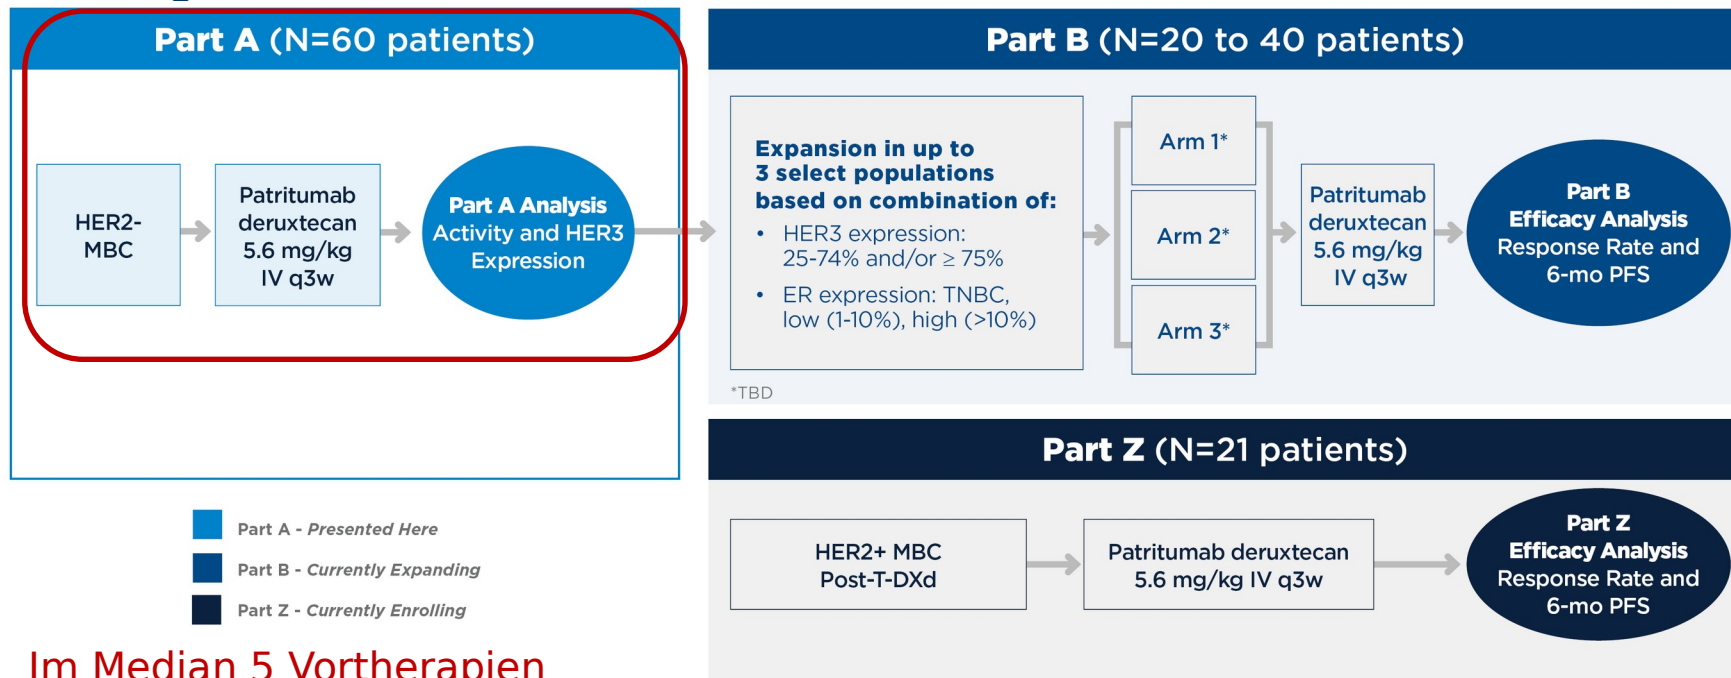 Part A (N=60 patients)
HER2-
MBC
Patritumab
deruxtecan
5.6 mg/kg
IV q3w
Part A Analysis
Activity and HER3
Expression
Part B (N=20 to 40 patients)
Expansion in up to
3 select populations
based on combination of:
• HER3 expression:
25-74% and/or ≥ 75%
• ER expression: TNBC,
low (1-10%), high (>10%)
Arm 1*
Arm 2*
Arm 3*
Patritumab
deruxtecan
5.6 mg/kg
IV q3w
Part B
Efficacy Analysis
Response Rate and
6-mo PFS
*TBD
Part Z (N=21 patients)
HER2+ MBC
Post-T-DXd
Patritumab deruxtecan
5.6 mg/kg IV q3w
Part Z
Efficacy Analysis
Response Rate and
6-mo PFS
Part A - Presented Here
Part B - Currently Expanding
Part Z - Currently Enrolling
Im Median 5 Vortherapien